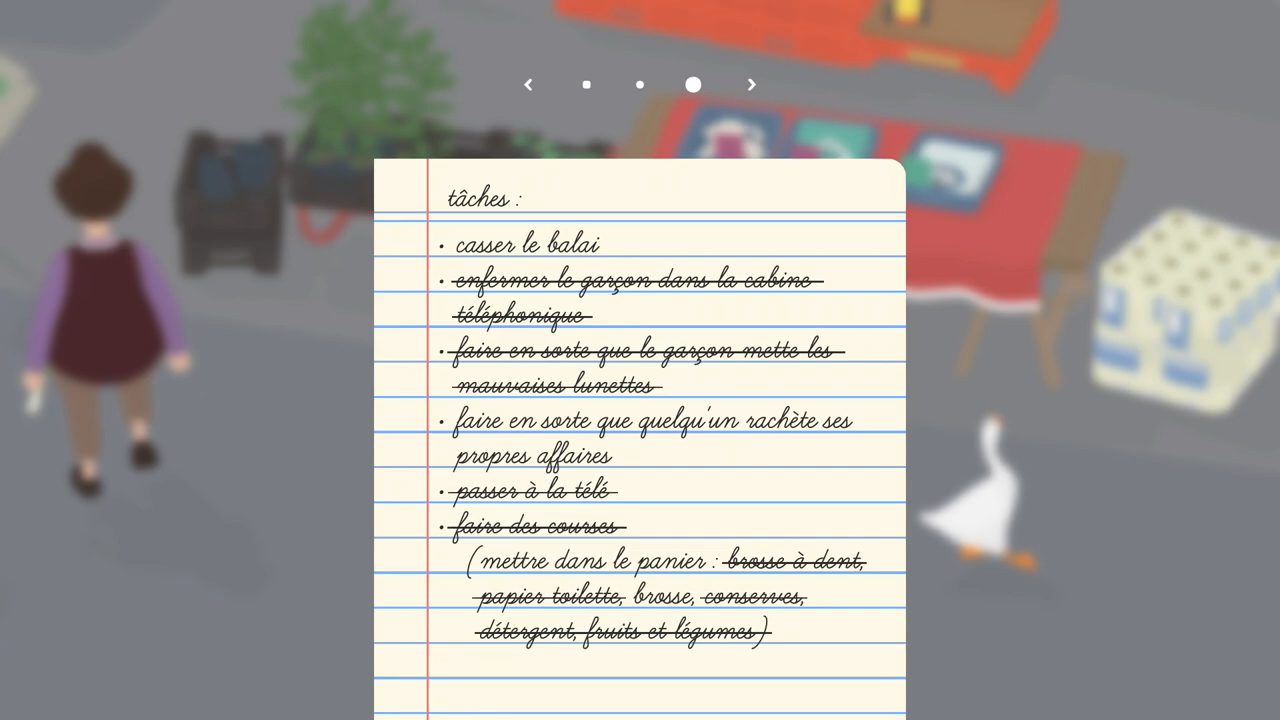 tâches :
• casser le balai
• enfermer le garçon dans la cabine
téléphonique
• faire en sorte que le garçon mette les
mauvaises lunettes
• faire en sorte que quelqu'un rachète ses
propres affaires
• passer à la télé
• faire des courses
(mettre dans le panier : brosse à dent,
papier toilette, brosse, conserves,
détergent, fruits et légumes)